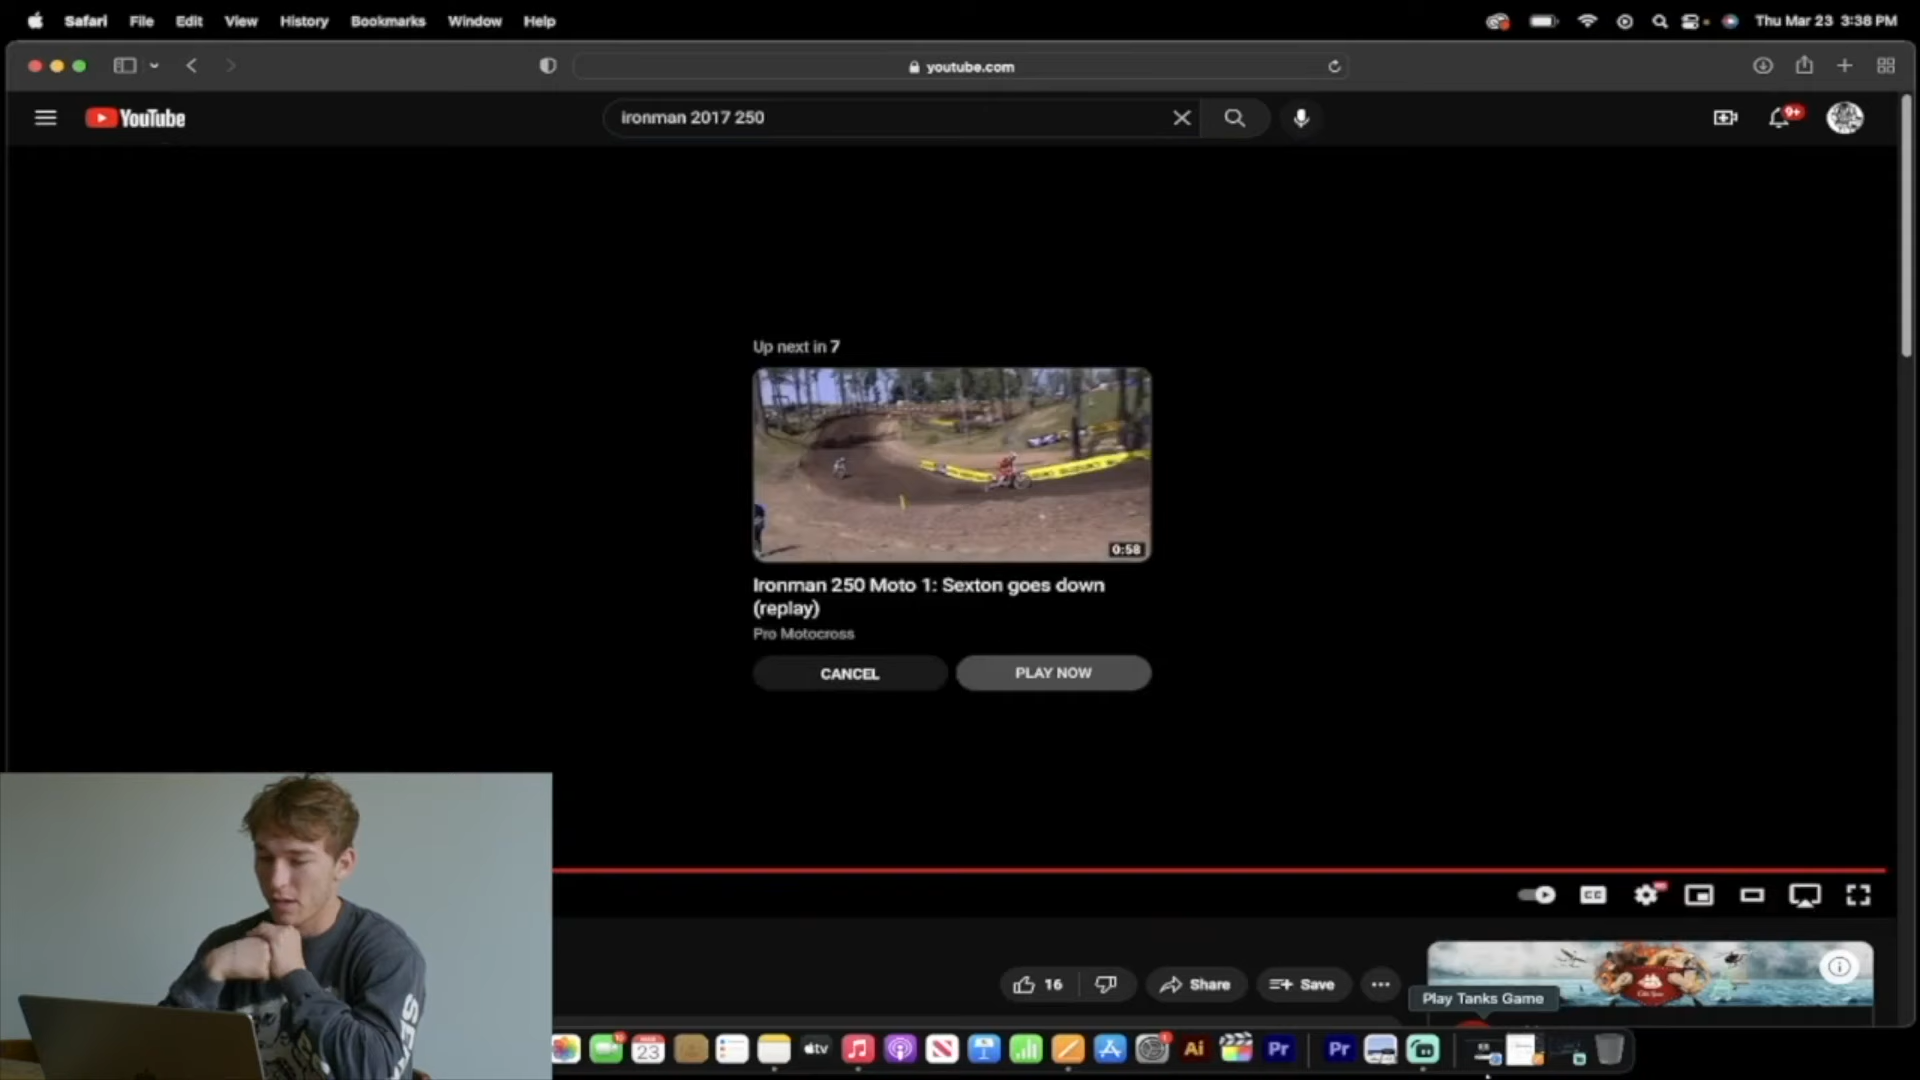 Safari File Edit View History Bookmarks Window Help Thu Mar 23 3:38 PM
youtube.com
YouTube ironman 2017 250 9+
Up next in 7
0:58
Ironman 250 Moto 1: Sexton goes down
(replay)
Pro Motocross
CANCEL PLAY NOW
CC
16 Share Save
Play Tanks Game
23 tv Ai Pr Pr